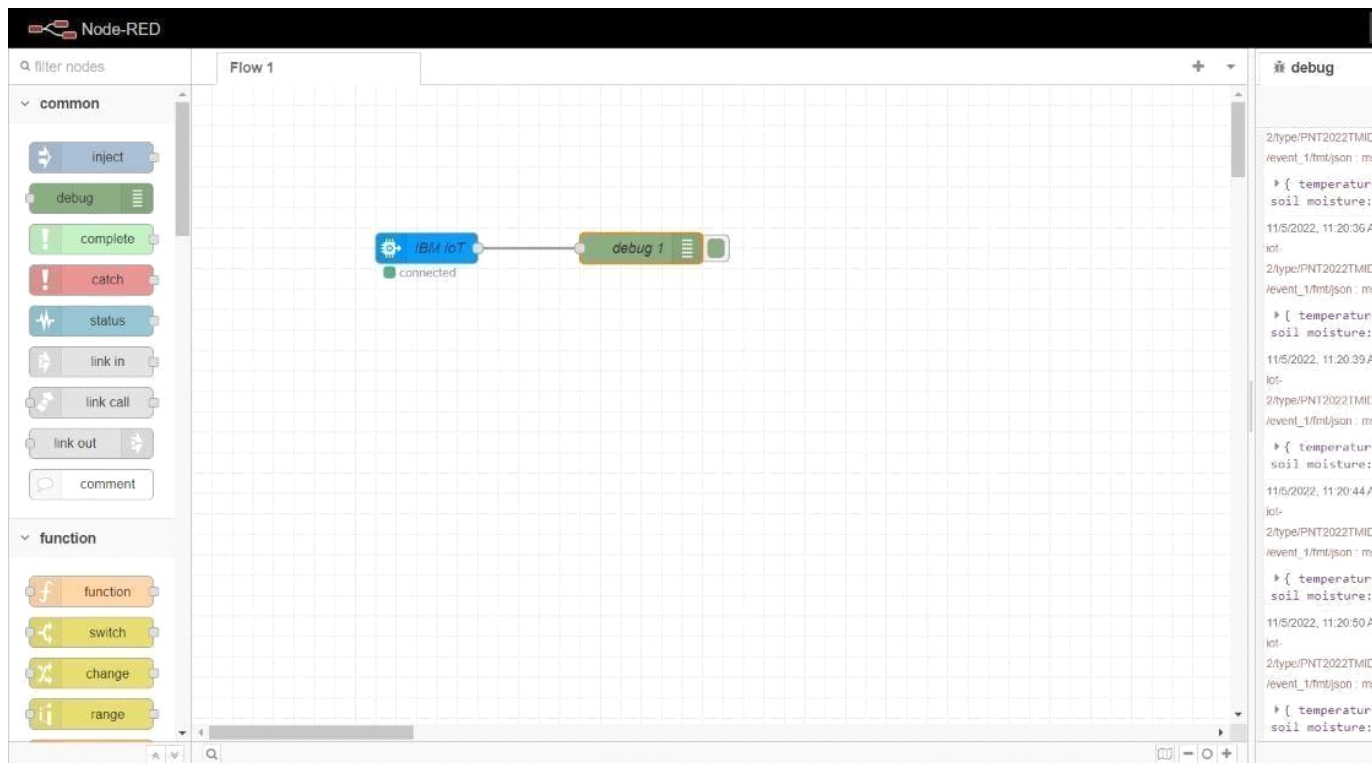 Node-RED
filter nodes
common
inject
debug
complete
catch
status
link in
link call
link out
comment
function
function
switch
change
range
Flow 1
IBM IoT
connected
debug 1
debug
2/type/PNT2022TMID
/event_1/fmt/json : ms
{ temperatur
soil moisture:
11/5/2022, 11:20:36 A
iot-
2/type/PNT2022TMID
/event_1/fmt/json : ms
{ temperatur
soil moisture:
11/5/2022, 11:20:39 A
iot-
2/type/PNT2022TMID
/event_1/fmt/json : ms
{ temperatur
soil moisture:
11/5/2022, 11:20:44 A
iot-
2/type/PNT2022TMID
/event_1/fmt/json : ms
{ temperatur
soil moisture:
11/5/2022, 11:20:50 A
iot-
2/type/PNT2022TMID
/event_1/fmt/json : ms
{ temperatur
soil moisture: